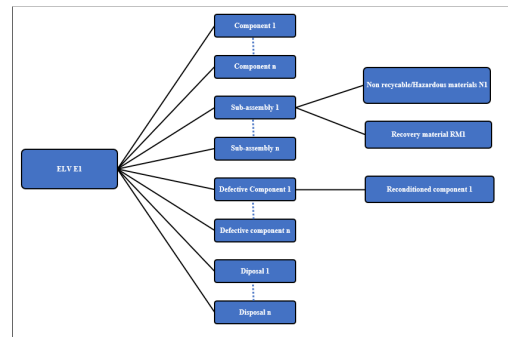 Component 1
Component n
Sub-assembly 1
Sub-assembly n
ELV E1
Defective Component 1
Defective component n
Diposal 1
Disposal n
Non recycable/Hazardous materials N1
Recovery material RM1
Reconditioned component 1